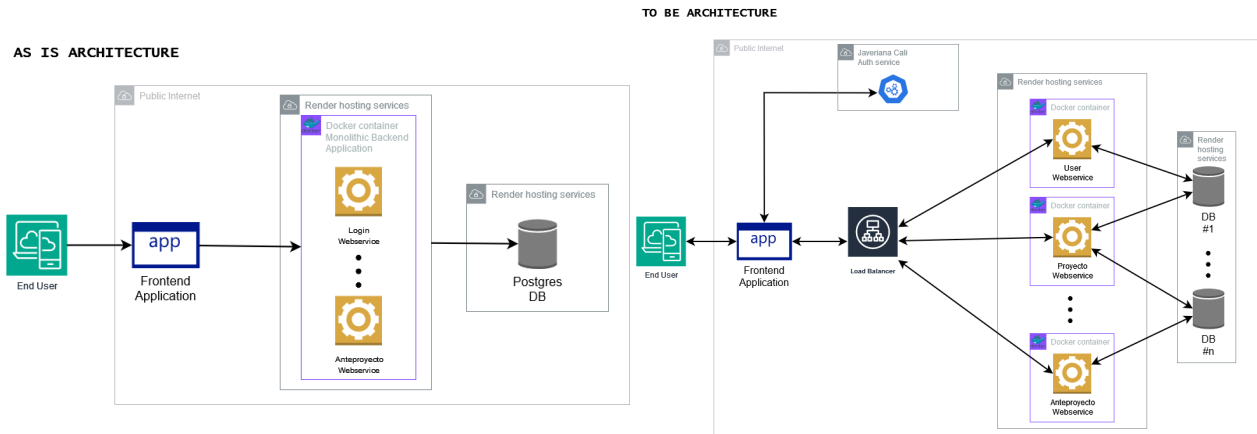 AS IS ARCHITECTURE
Public Internet
Render hosting services
Docker container
Monolithic Backend
Application
Login
Webservice
Anteproyecto
Webservice
Render hosting services
Postgres
DB
End User
app
Frontend
Application
TO BE ARCHITECTURE
Public Internet
Javeriana Cali
Auth service
End User
app
Frontend
Application
Load Balancer
Render hosting services
Docker container
User
Webservice
Docker container
Proyecto
Webservice
Docker container
Anteproyecto
Webservice
Render
hosting
services
DB
#1
DB
#n